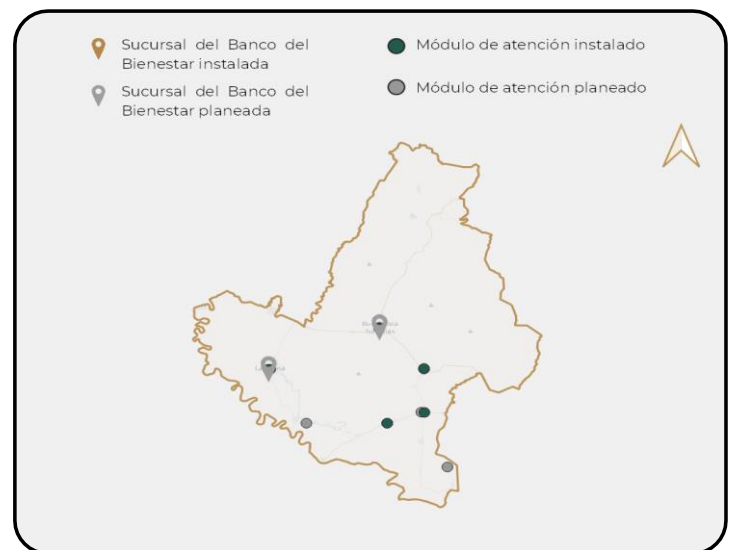 Sucursal del Banco del
Bienestar instalada
Módulo de atención instalado
Sucursal del Banco del
Bienestar planeada
Módulo de atención planeado